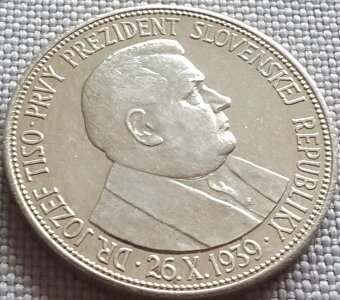 DR. JOZEF TISO PRVÝ PREZIDENT SLOVENSKEJ REPUBLIKY
· 26.X.1939 ·